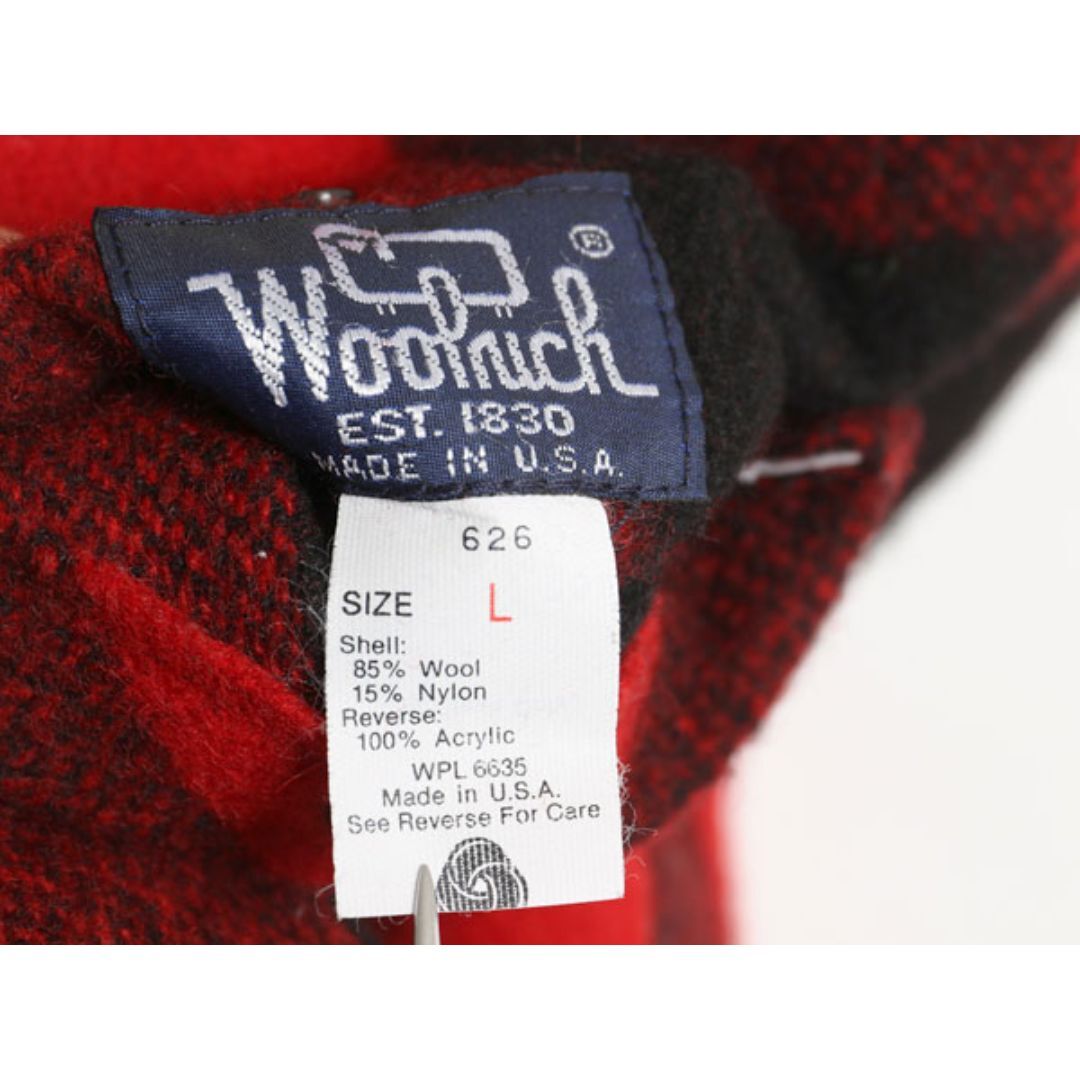 Woolrich®
EST. 1830
MADE IN U.S.A.
626
SIZE L
Shell:
85% Wool
15% Nylon
Reverse:
100% Acrylic
WPL 6635
Made in U.S.A.
See Reverse For Care